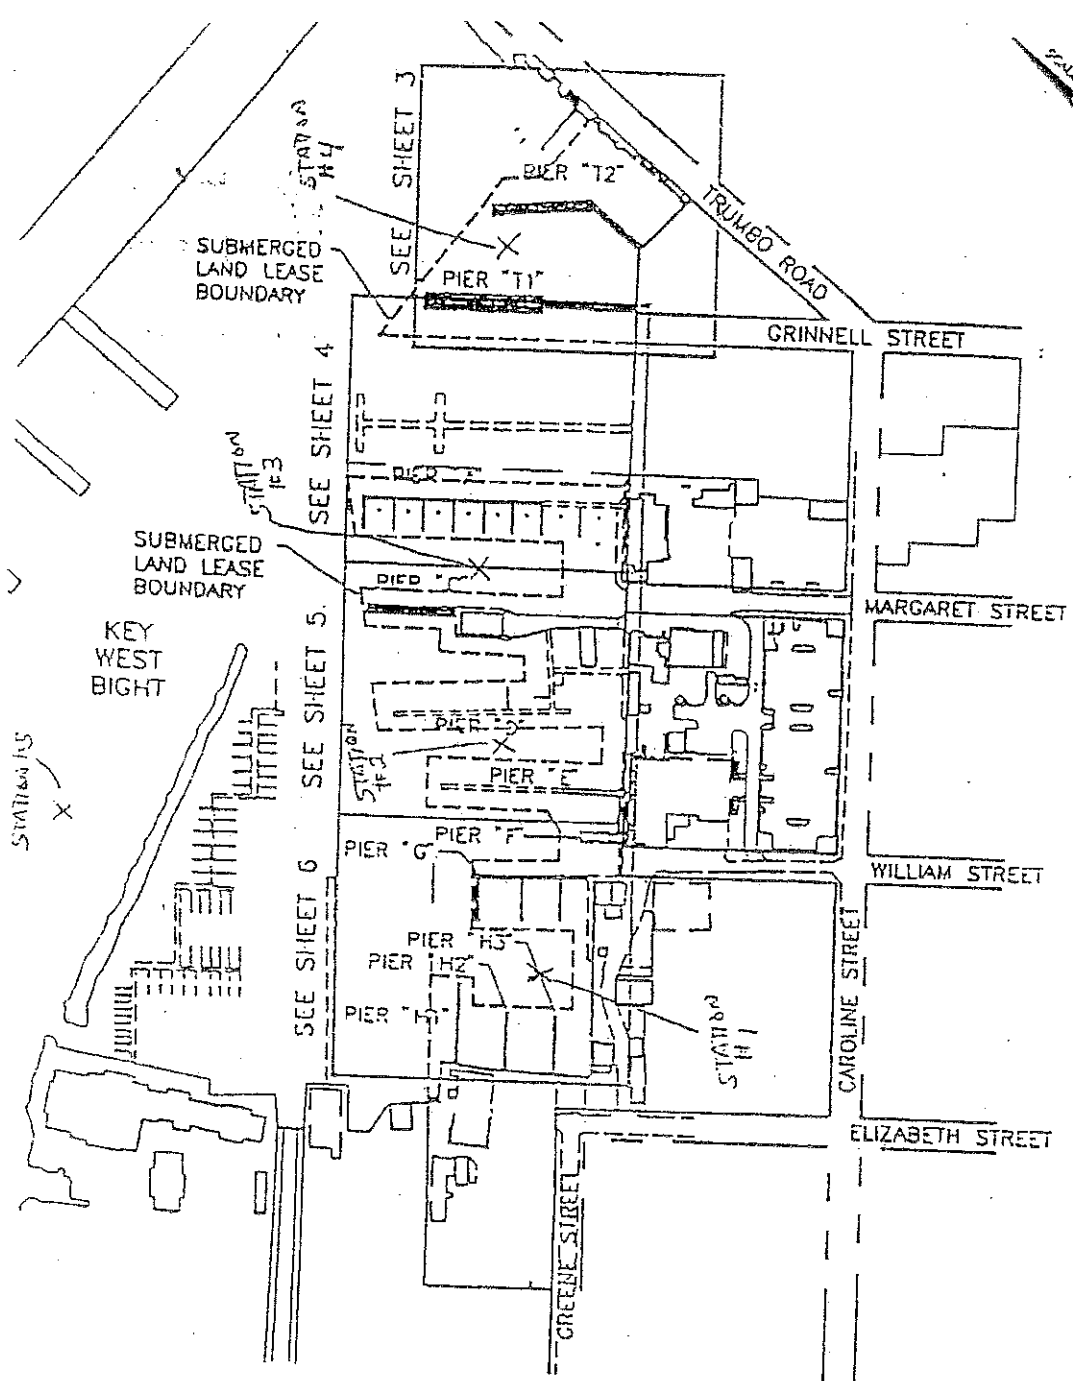 SEE SHEET 3
STATION
#4
PIER "T2"
TRUMBO ROAD
SUBMERGED
LAND LEASE
BOUNDARY
PIER "T1"
GRINNELL STREET
SEE SHEET 4
STATION
#3
PIER
SUBMERGED
LAND LEASE
BOUNDARY
PIER
MARGARET STREET
KEY
WEST
BIGHT
SEE SHEET 5.
STATION #5
PIER "D"
STATION
#2
PIER "E"
PIER "F"
PIER "G"
WILLIAM STREET
SEE SHEET 6
PIER "H3"
PIER "H2"
PIER "H1"
STATION
#1
CAROLINE STREET
ELIZABETH STREET
GREENE STREET